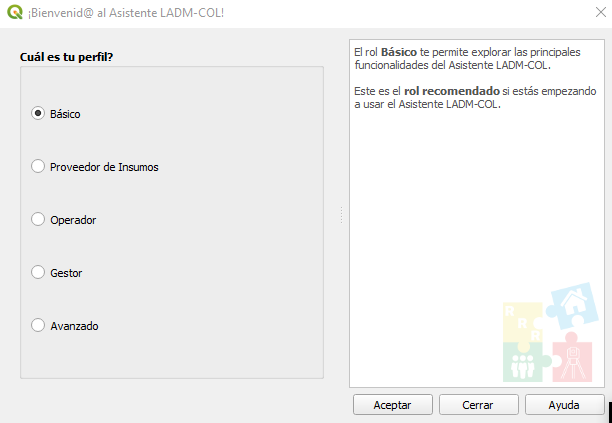 ¡Bienvenid@ al Asistente LADM-COL!
Cuál es tu perfil?
Básico
Proveedor de Insumos
Operador
Gestor
Avanzado
El rol Básico te permite explorar las principales
funcionalidades del Asistente LADM-COL.
Este es el rol recomendado si estás empezando
a usar el Asistente LADM-COL.
R
R
R
Aceptar
Cerrar
Ayuda